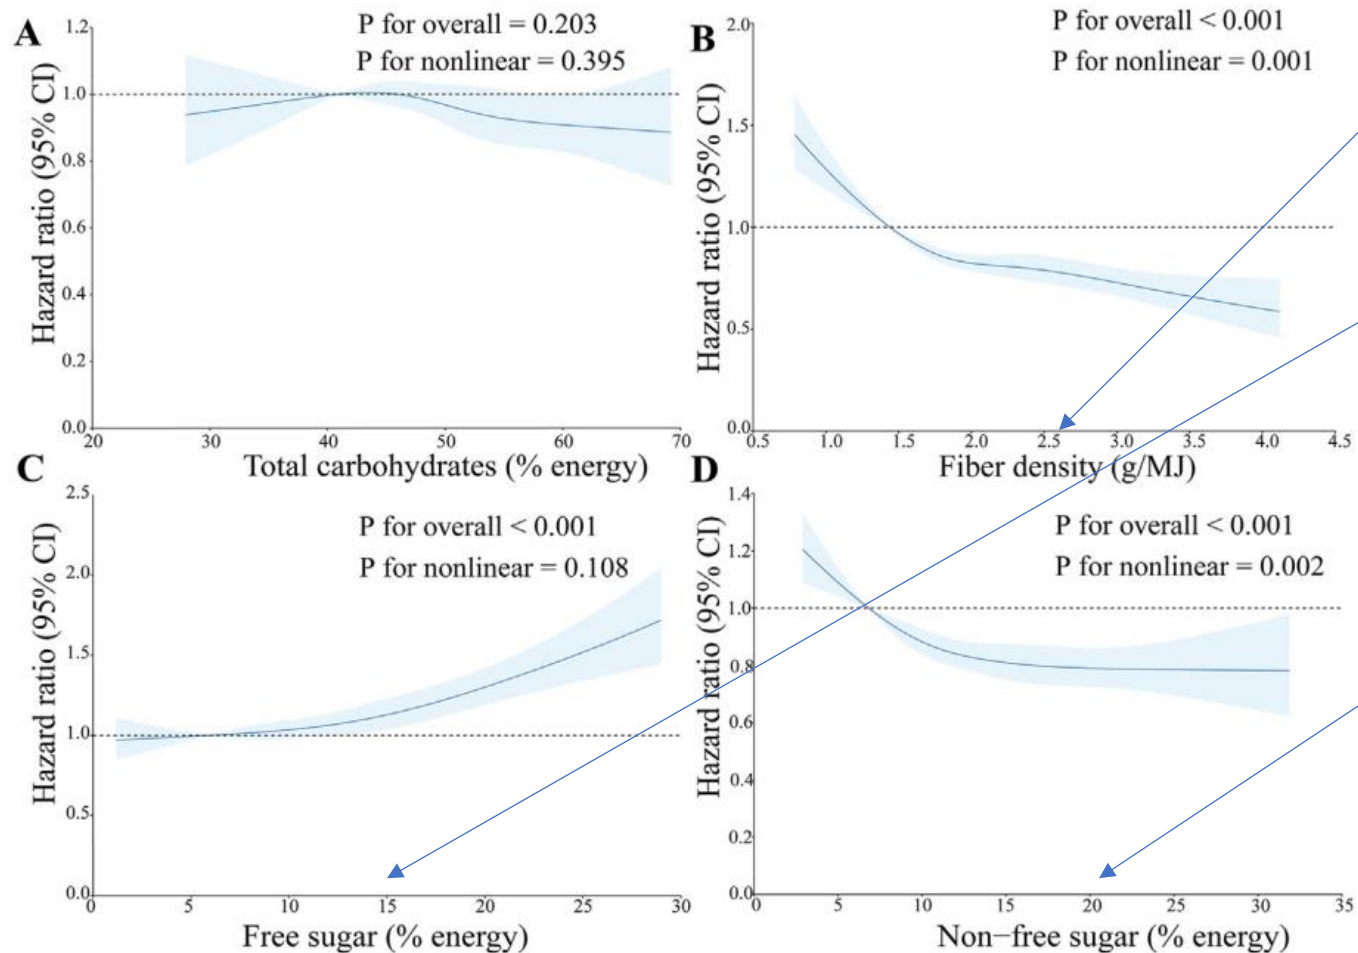 A
P for overall = 0.203
P for nonlinear = 0.395
Hazard ratio (95% CI)
1.2
1.0
0.8
0.6
0.4
0.2
0.0
20 30 40 50 60 70
Total carbohydrates (% energy)
B
P for overall < 0.001
P for nonlinear = 0.001
Hazard ratio (95% CI)
2.0
1.5
1.0
0.5
0.0
0.5 1.0 1.5 2.0 2.5 3.0 3.5 4.0 4.5
Fiber density (g/MJ)
C
P for overall < 0.001
P for nonlinear = 0.108
Hazard ratio (95% CI)
2.5
2.0
1.5
1.0
0.5
0.0
0 5 10 15 20 25 30
Free sugar (% energy)
D
P for overall < 0.001
P for nonlinear = 0.002
Hazard ratio (95% CI)
1.4
1.2
1.0
0.8
0.6
0.4
0.2
0.0
0 5 10 15 20 25 30 35
Non−free sugar (% energy)